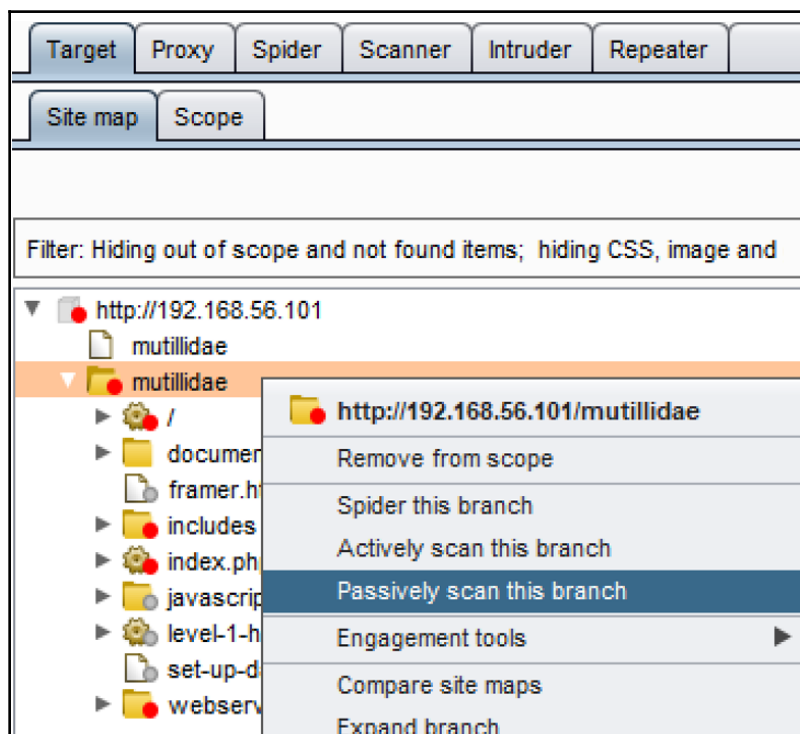 Target Proxy Spider Scanner Intruder Repeater
Site map Scope
Filter: Hiding out of scope and not found items; hiding CSS, image and
http://192.168.56.101
mutillidae
mutillidae
http://192.168.56.101/mutillidae
/
documen
Remove from scope
framer.h
Spider this branch
includes
Actively scan this branch
index.ph
Passively scan this branch
javascrip
level-1-h
Engagement tools
set-up-d
Compare site maps
webserv
Expand branch